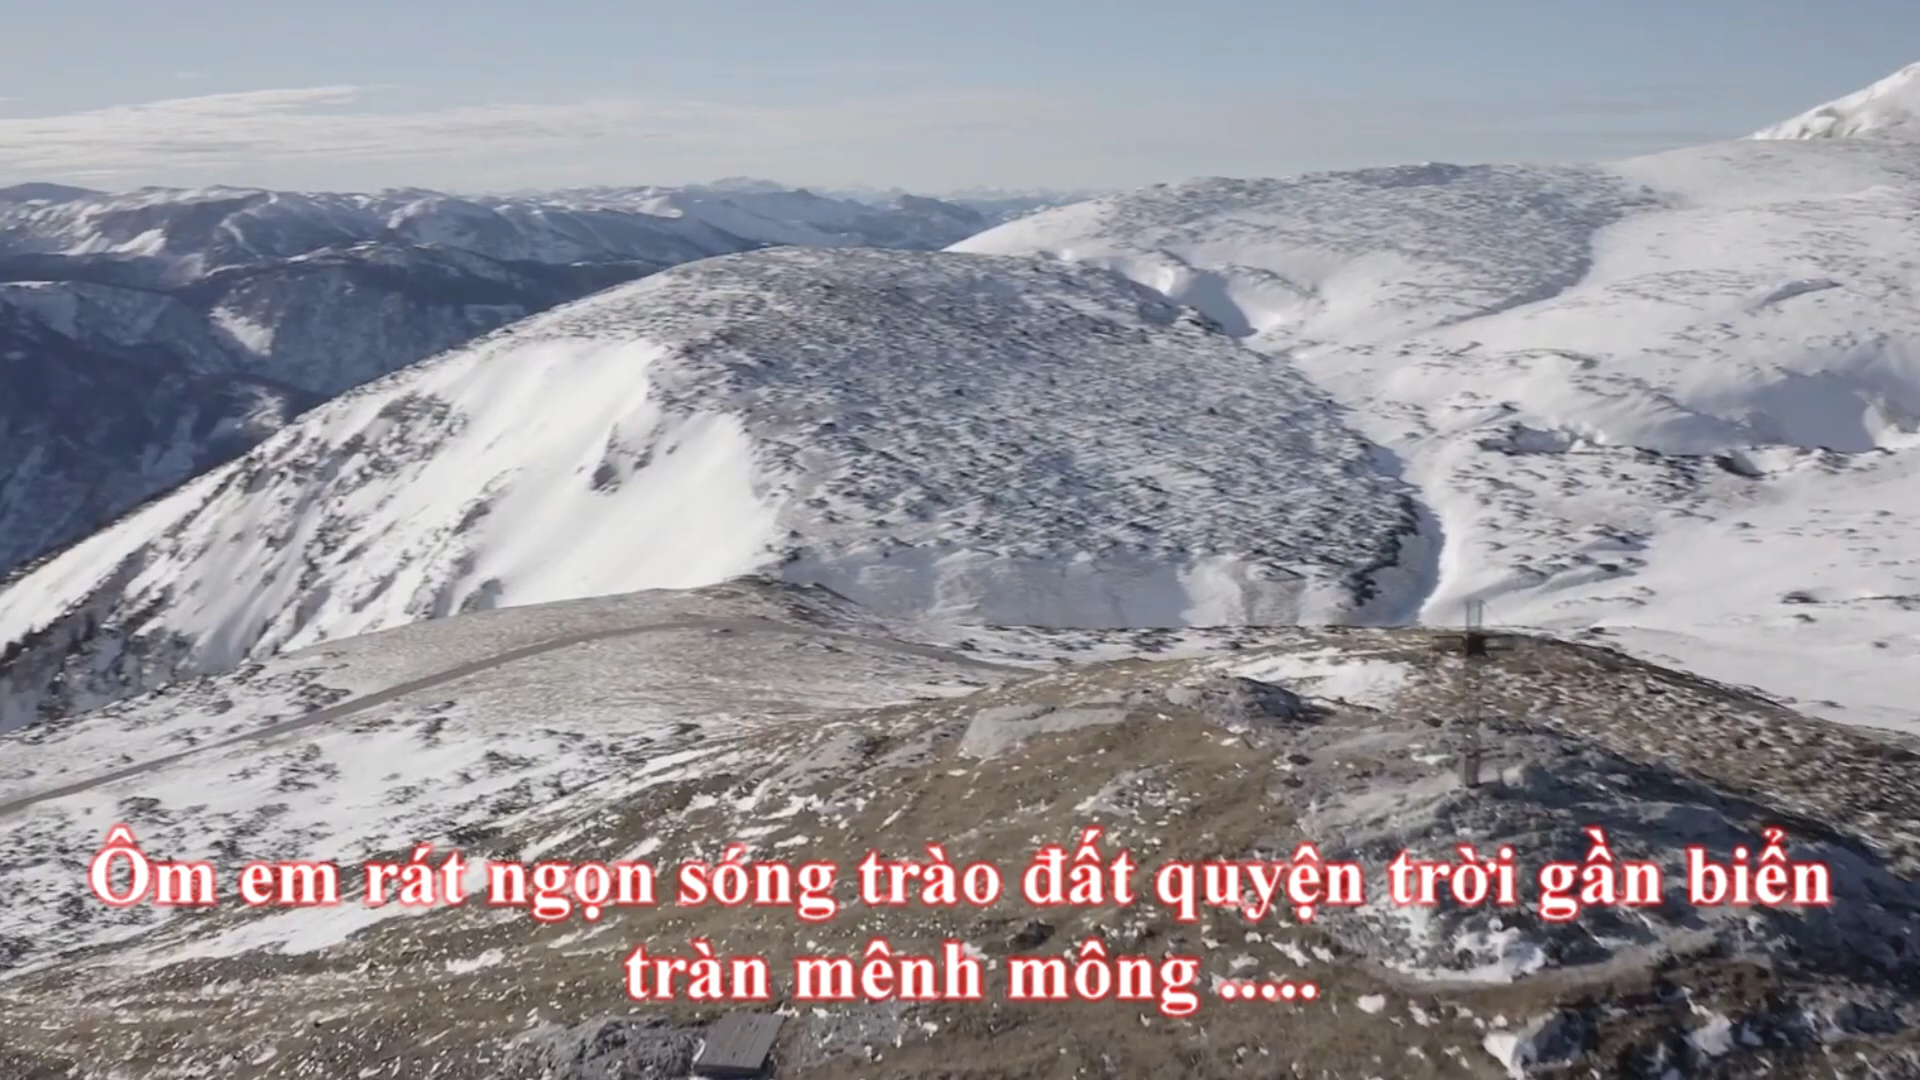 Ôm em rát ngọn sóng trào đất quyện trời gần biển
tràn mênh mông .....